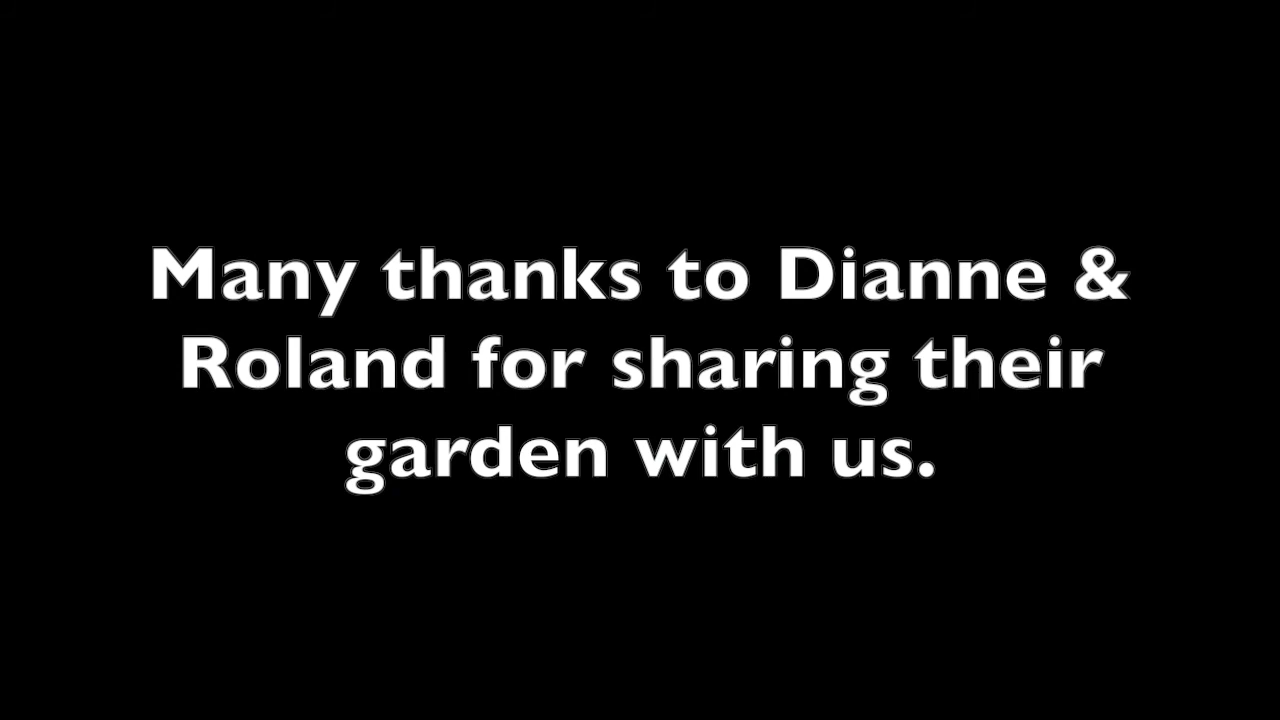 Many thanks to Dianne &
Roland for sharing their
garden with us.